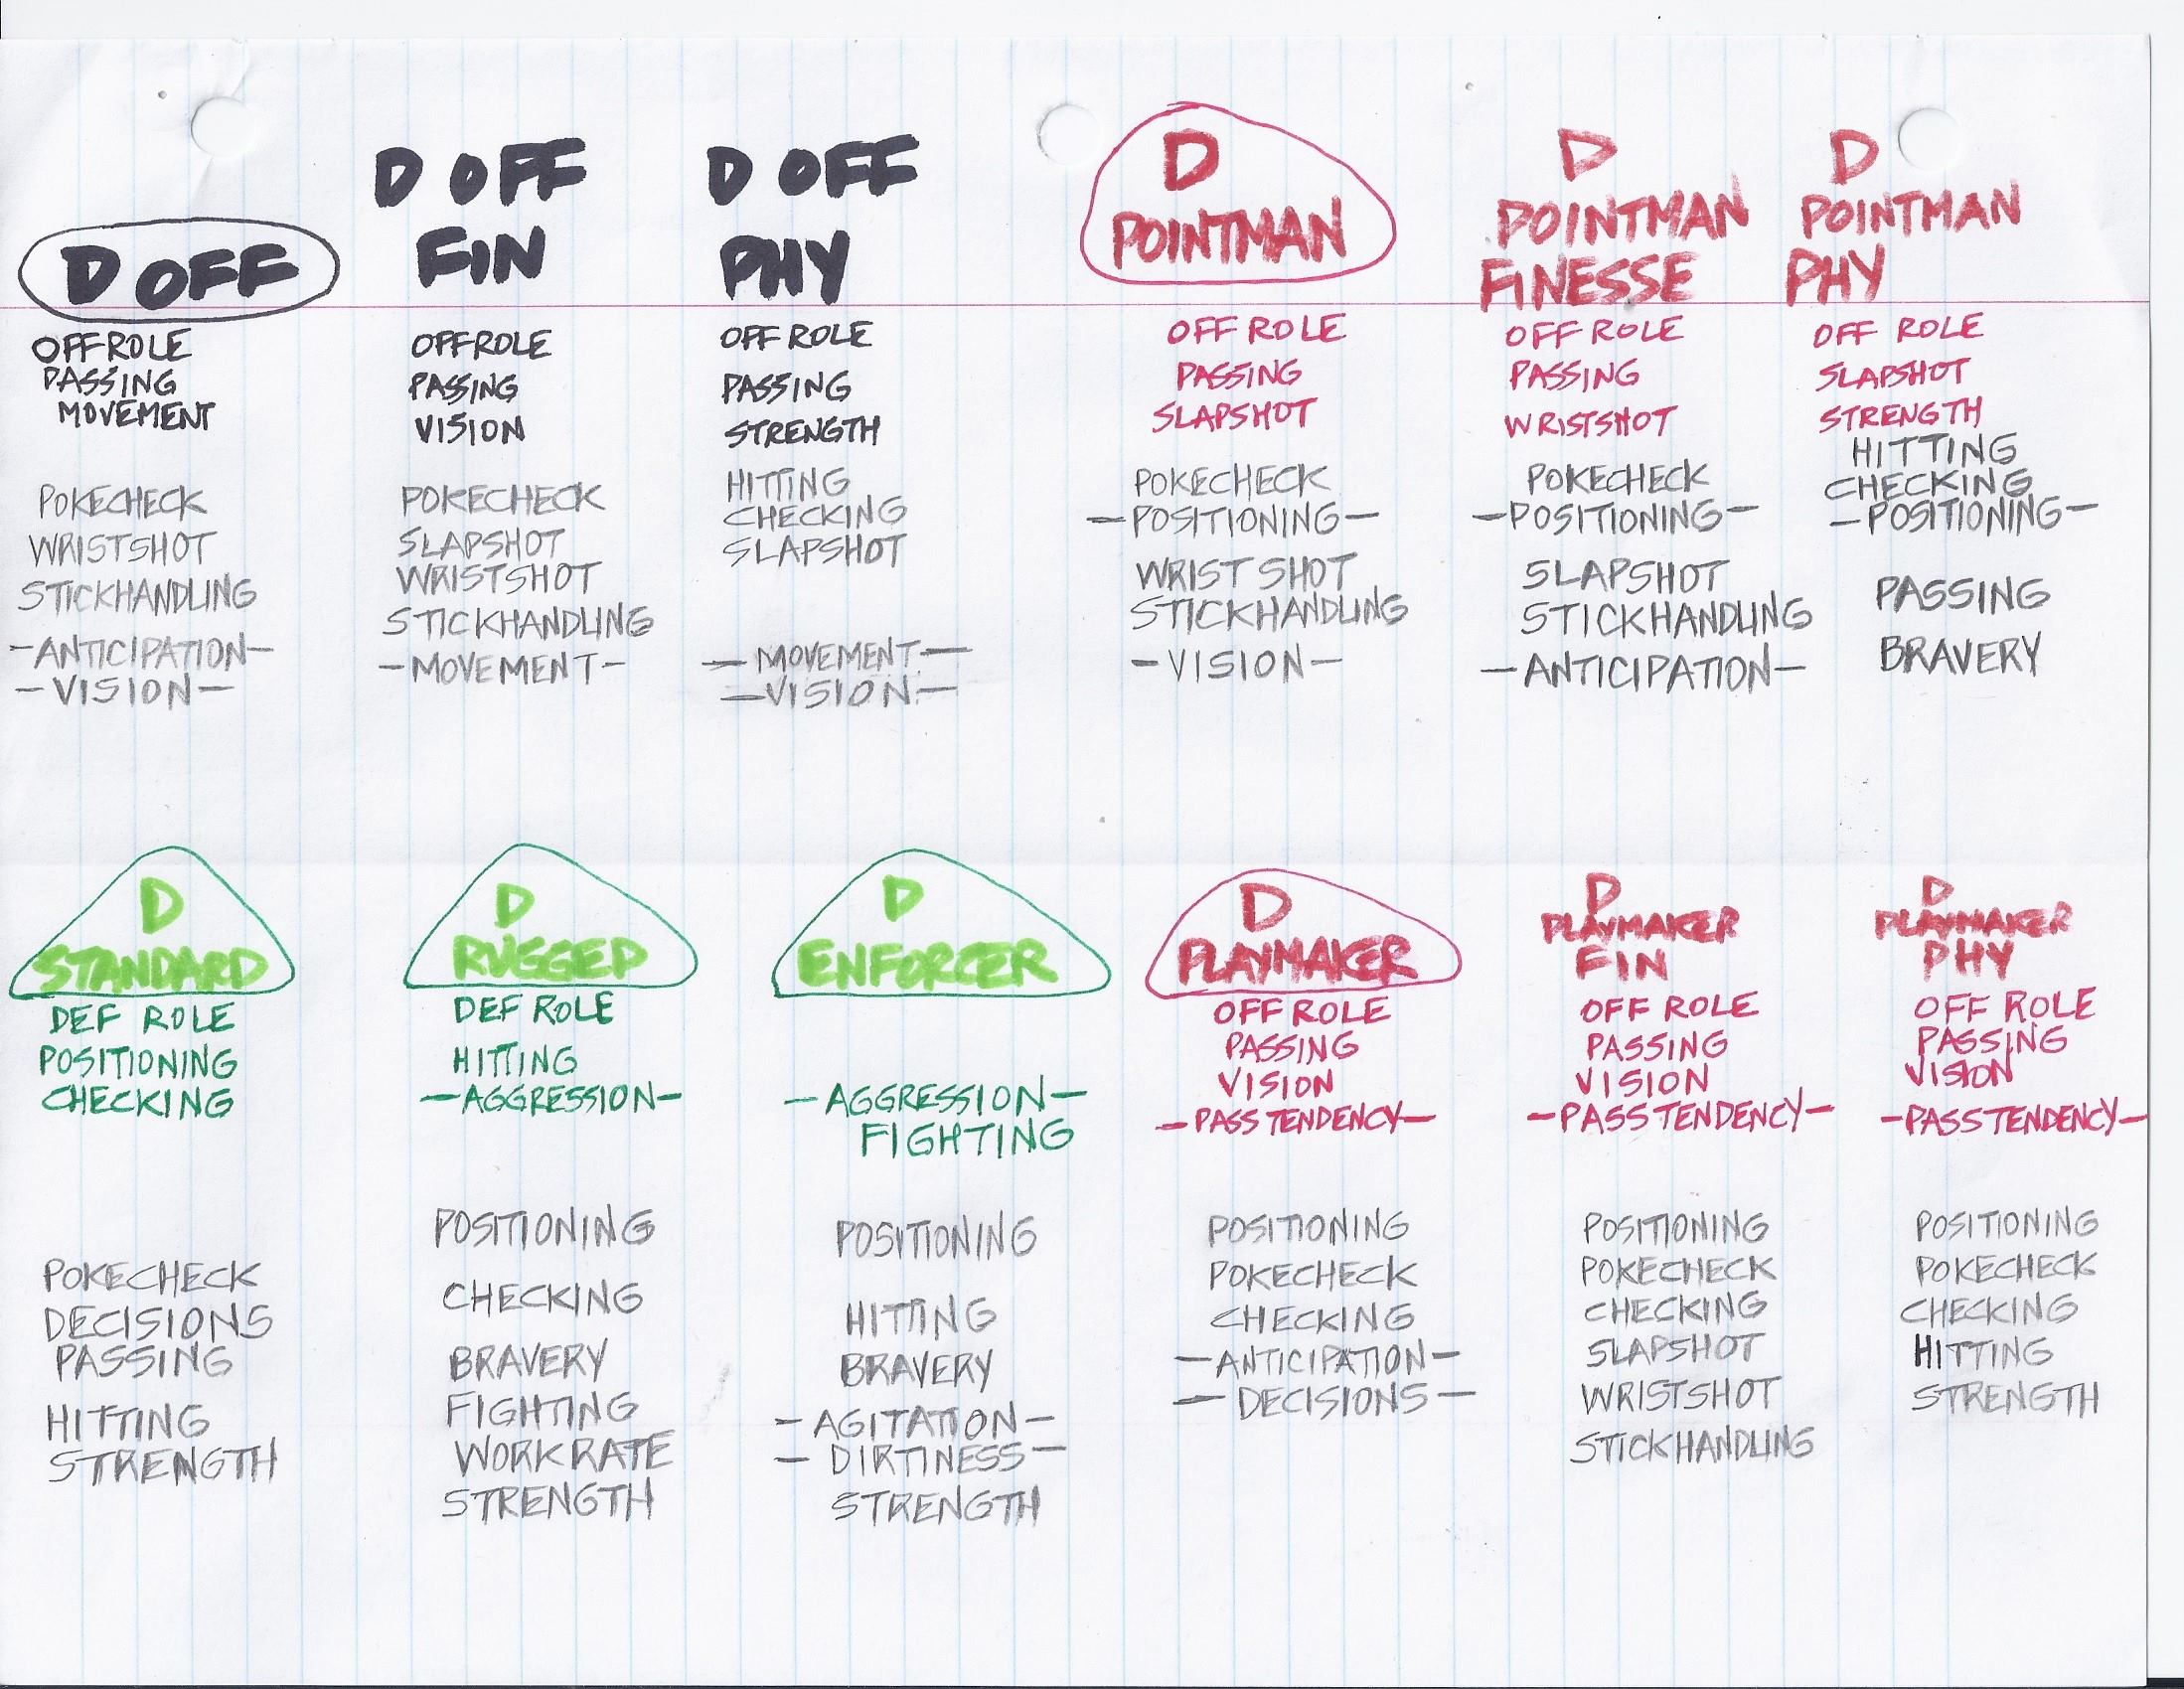 D OFF
OFFROLE
PASSING
MOVEMENT
POKECHECK
WRISTSHOT
STICKHANDLING
-ANTICIPATION-
-VISION-
D OFF
FIN
OFFROLE
PASSING
VISION
POKECHECK
SLAPSHOT
WRISTSHOT
STICKHANDLING
-MOVEMENT-
D OFF
PHY
OFF ROLE
PASSING
STRENGTH
HITTING
CHECKING
SLAPSHOT
-MOVEMENT-
-VISION-
D
POINTMAN
OFF ROLE
PASSING
SLAPSHOT
POKECHECK
-POSITIONING-
WRIST SHOT
STICKHANDLING
-VISION-
D
POINTMAN
FINESSE
OFF ROLE
PASSING
WRISTSHOT
POKECHECK
-POSITIONING-
SLAPSHOT
STICKHANDLING
-ANTICIPATION-
D
POINTMAN
PHY
OFF ROLE
SLAPSHOT
STRENGTH
HITTING
CHECKING
-POSITIONING-
PASSING
BRAVERY
D
STANDARD
DEF ROLE
POSITIONING
CHECKING
POKECHECK
DECISIONS
PASSING
HITTING
STRENGTH
D
RUGGED
DEF ROLE
HITTING
-AGGRESSION-
POSITIONING
CHECKING
BRAVERY
FIGHTING
WORKRATE
STRENGTH
D
ENFORCER
-AGGRESSION-
FIGHTING
POSITIONING
HITTING
BRAVERY
-AGITATION-
-DIRTINESS-
STRENGTH
D
PLAYMAKER
OFF ROLE
PASSING
VISION
-PASS TENDENCY-
POSITIONING
POKECHECK
CHECKING
-ANTICIPATION-
-DECISIONS-
D
PLAYMAKER
FIN
OFF ROLE
PASSING
VISION
-PASS TENDENCY-
POSITIONING
POKECHECK
CHECKING
SLAPSHOT
WRISTSHOT
STICKHANDLING
D
PLAYMAKER
PHY
OFF ROLE
PASSING
VISION
-PASS TENDENCY-
POSITIONING
POKECHECK
CHECKING
HITTING
STRENGTH